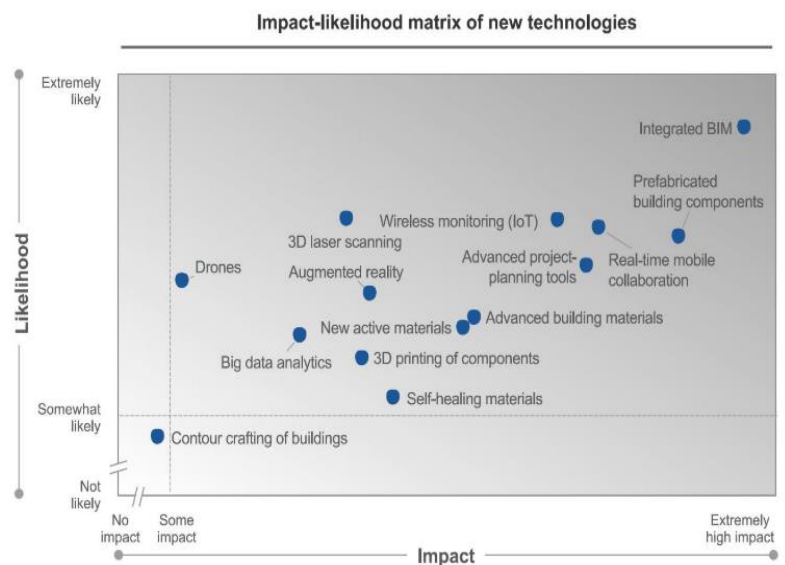 Impact-likelihood matrix of new technologies
Extremely
likely
Integrated BIM
Prefabricated
building components
Wireless monitoring (IoT)
3D laser scanning
Advanced project-
planning tools
Real-time mobile
collaboration
Drones
Augmented reality
Likelihood
New active materials
Advanced building materials
Big data analytics
3D printing of components
Self-healing materials
Somewhat
likely
Contour crafting of buildings
Not
likely
No
impact
Some
impact
Extremely
high impact
Impact